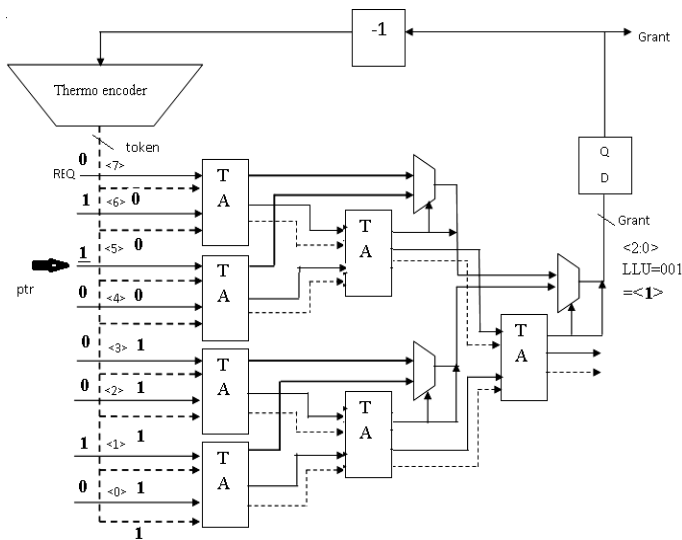 -1
Grant
Thermo encoder
token
0 <7>
REQ
T
A
1 <6> 0
1 <5> 0
ptr
T
A
0 <4> 0
T
A
0 <3> 1
T
A
0 <2> 1
1 <1> 1
T
A
0 <0> 1
1
T
A
T
A
Q
D
Grant
<2:0>
LLU=001
=<1>